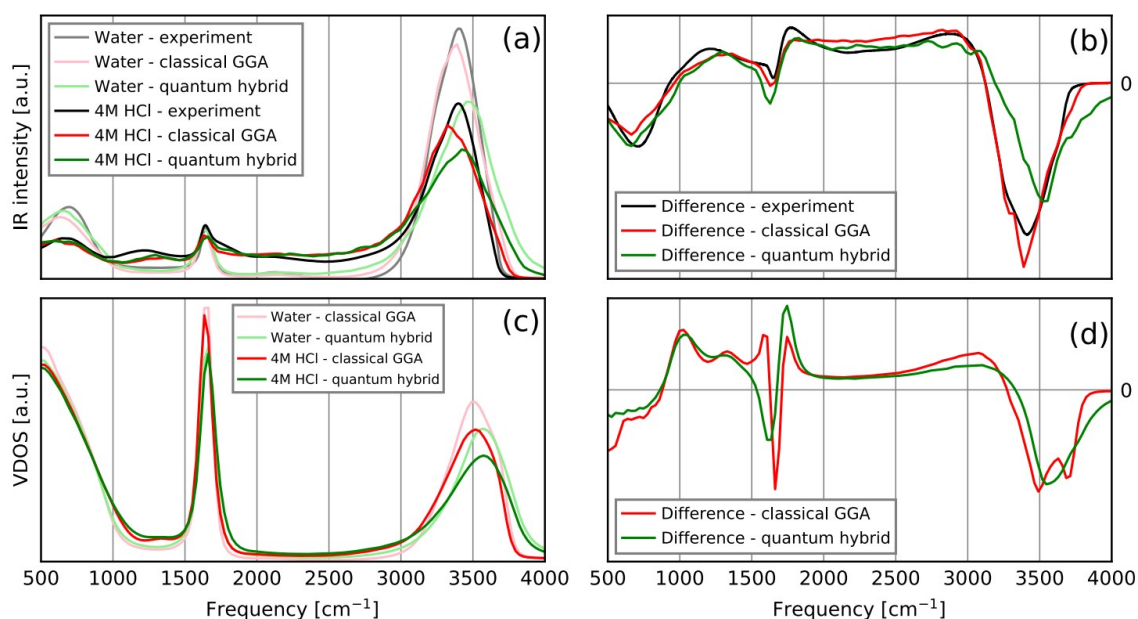 (a)
Water - experiment
Water - classical GGA
Water - quantum hybrid
4M HCl - experiment
4M HCl - classical GGA
4M HCl - quantum hybrid
IR intensity [a.u.]
(b)
0
Difference - experiment
Difference - classical GGA
Difference - quantum hybrid
(c)
Water - classical GGA
Water - quantum hybrid
4M HCl - classical GGA
4M HCl - quantum hybrid
VDOS [a.u.]
500 1000 1500 2000 2500 3000 3500 4000
Frequency [cm⁻¹]
(d)
0
Difference - classical GGA
Difference - quantum hybrid
500 1000 1500 2000 2500 3000 3500 4000
Frequency [cm⁻¹]